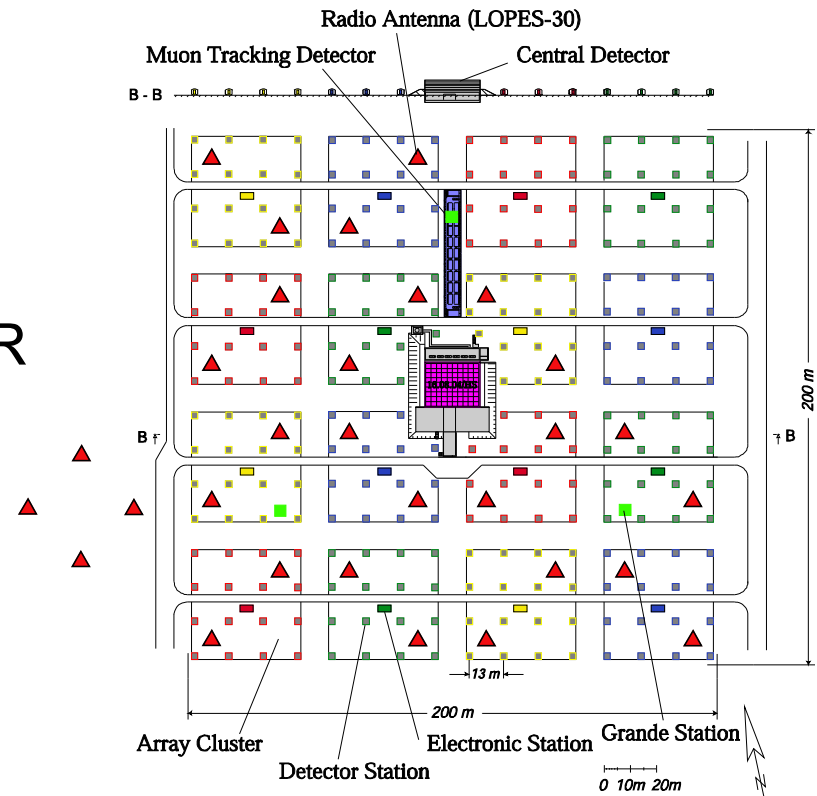 Radio Antenna (LOPES-30)
Muon Tracking Detector
Central Detector
B - B
R
200 m
B
B
13 m
200 m
Array Cluster
Electronic Station
Grande Station
Detector Station
0 10m 20m
N